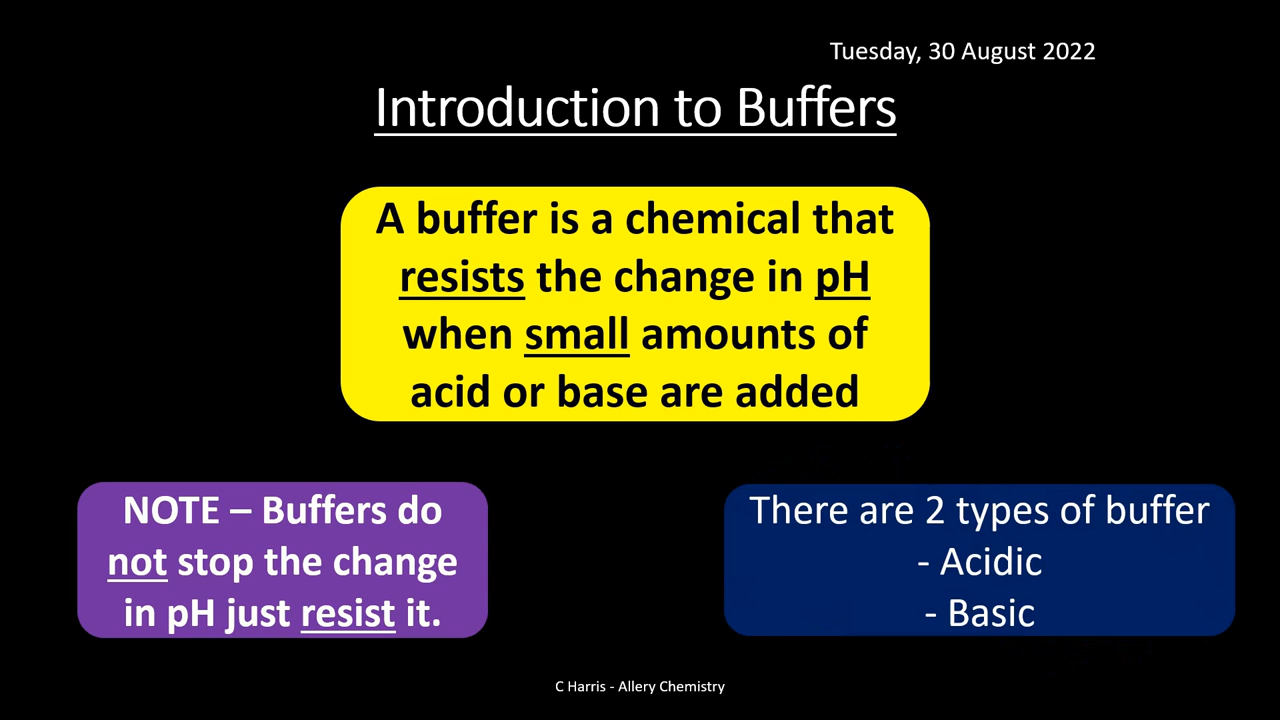 Tuesday, 30 August 2022
Introduction to Buffers
A buffer is a chemical that
resists the change in pH
when small amounts of
acid or base are added
NOTE – Buffers do
not stop the change
in pH just resist it.
There are 2 types of buffer
- Acidic
- Basic
C Harris - Allery Chemistry